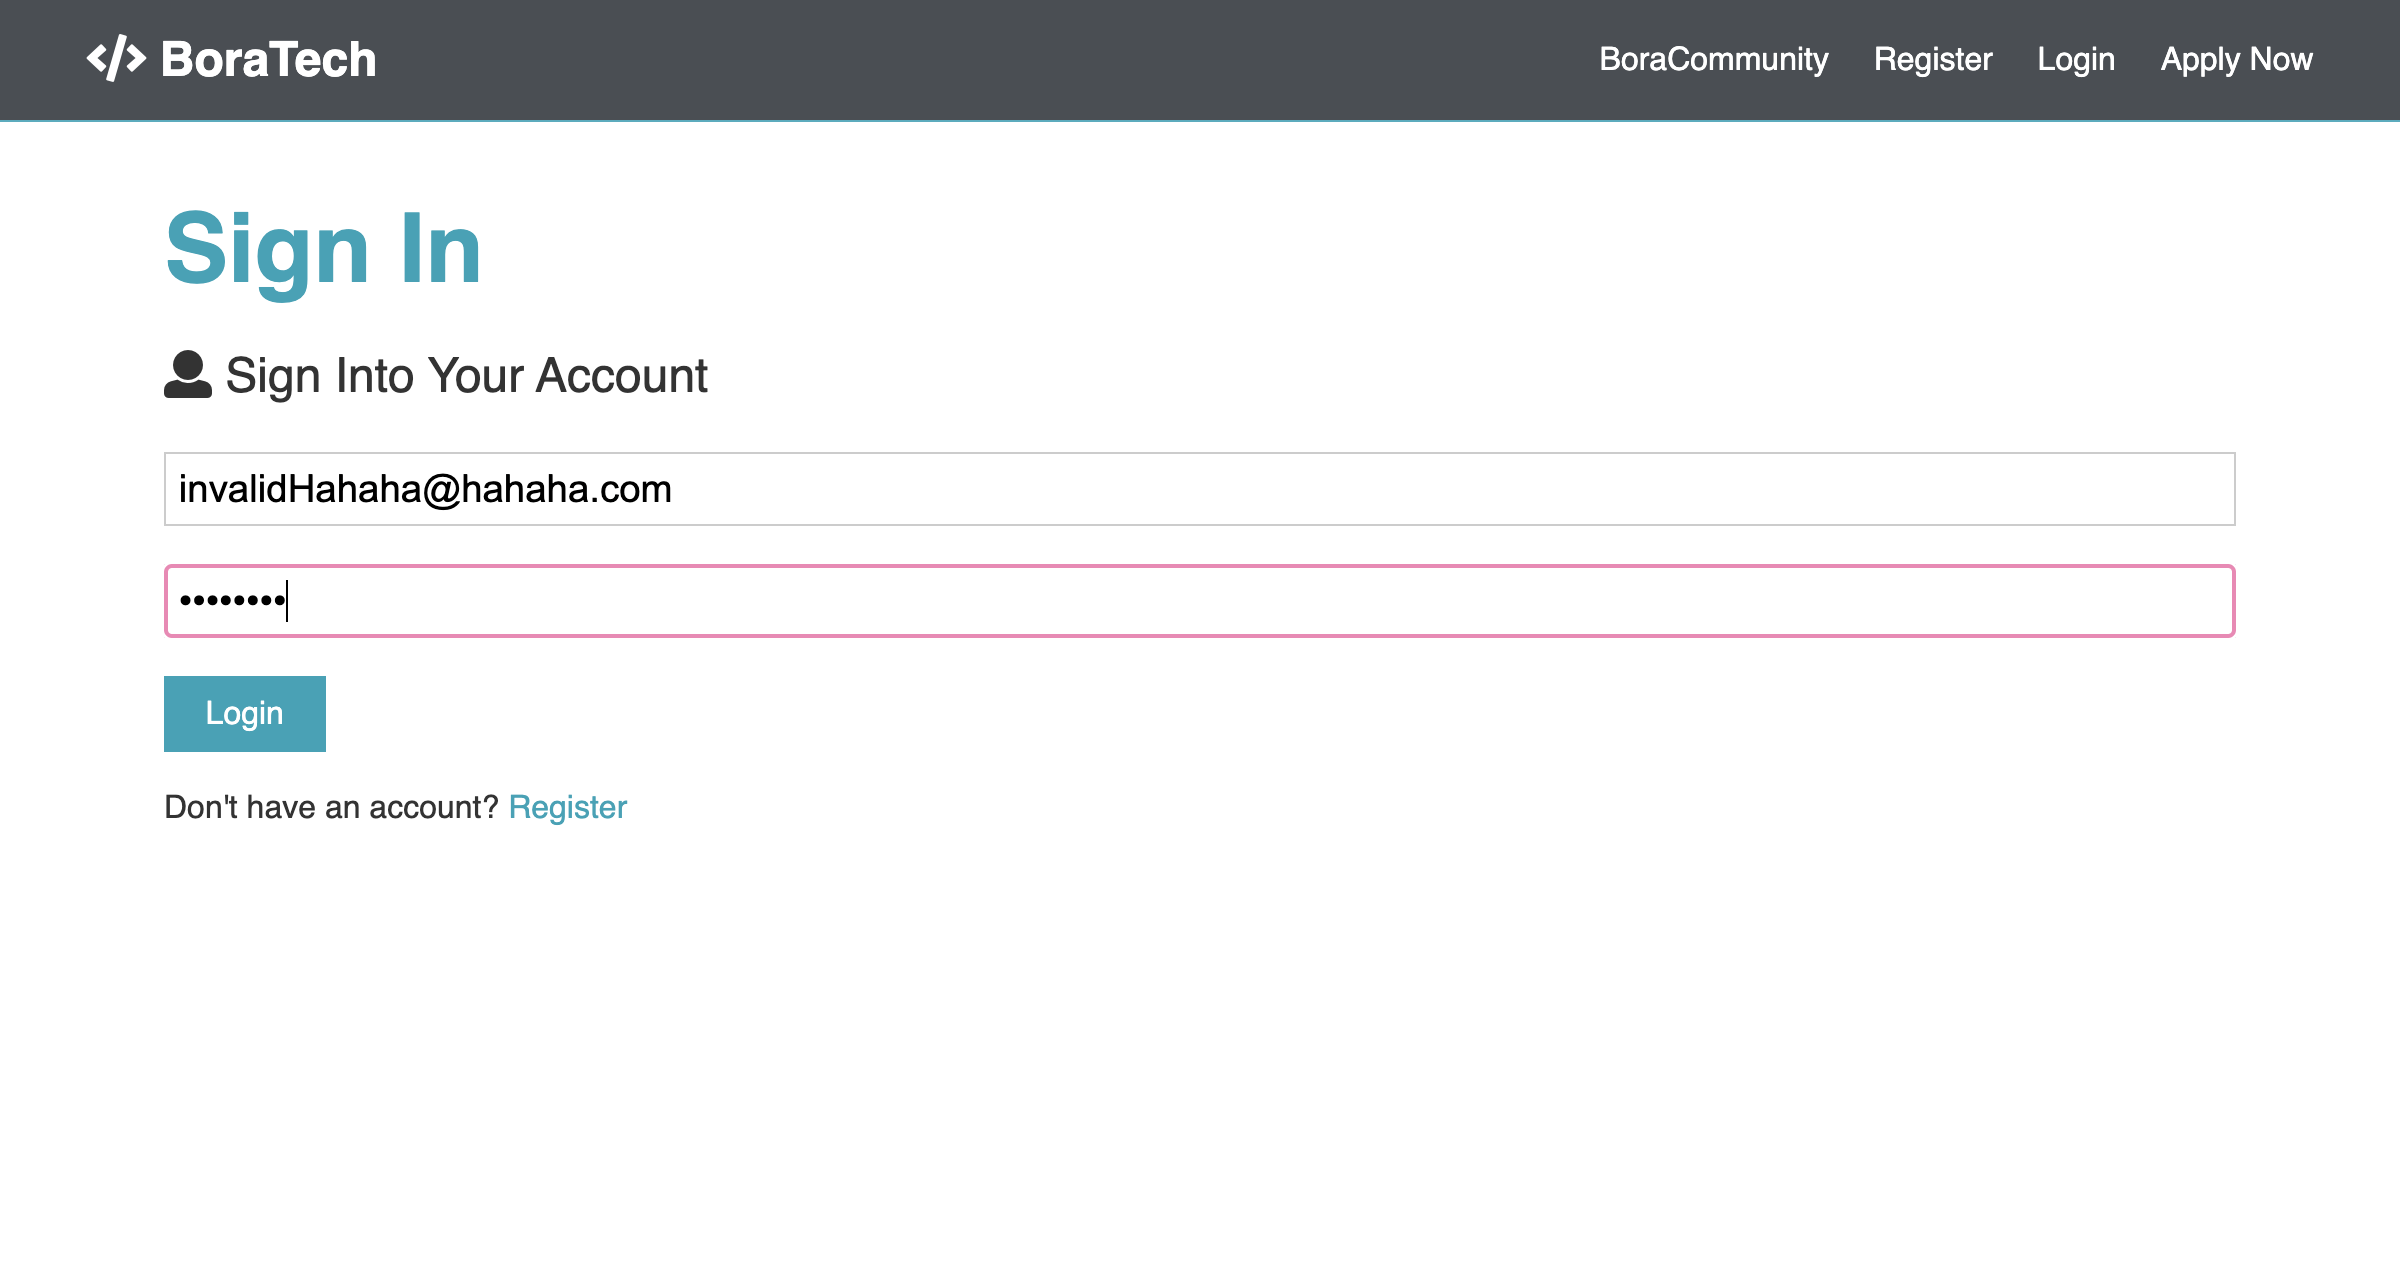 </> BoraTech
BoraCommunity Register Login Apply Now
Sign In
Sign Into Your Account
invalidHahaha@hahaha.com
••••••••
Login
Don't have an account? Register